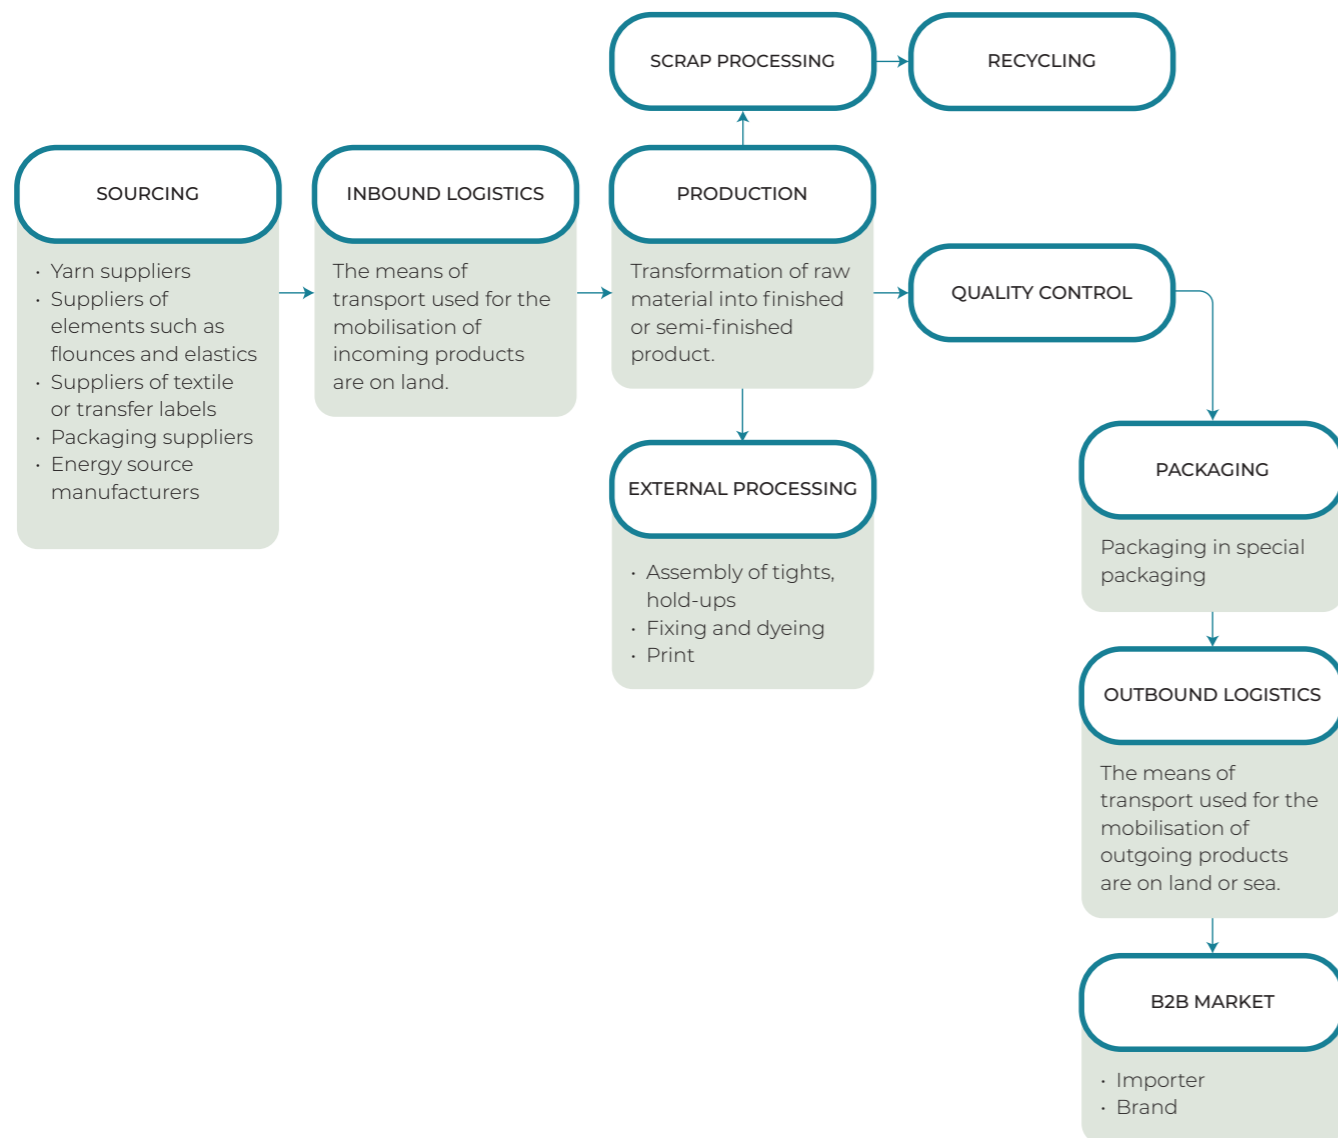 SCRAP PROCESSING
RECYCLING
SOURCING
· Yarn suppliers
· Suppliers of
elements such as
flounces and elastics
· Suppliers of textile
or transfer labels
· Packaging suppliers
· Energy source
manufacturers
INBOUND LOGISTICS
The means of
transport used for the
mobilisation of
incoming products
are on land.
PRODUCTION
Transformation of raw
material into finished
or semi-finished
product.
QUALITY CONTROL
EXTERNAL PROCESSING
· Assembly of tights,
hold-ups
· Fixing and dyeing
· Print
PACKAGING
Packaging in special
packaging
OUTBOUND LOGISTICS
The means of
transport used for the
mobilisation of
outgoing products
are on land or sea.
B2B MARKET
· Importer
· Brand